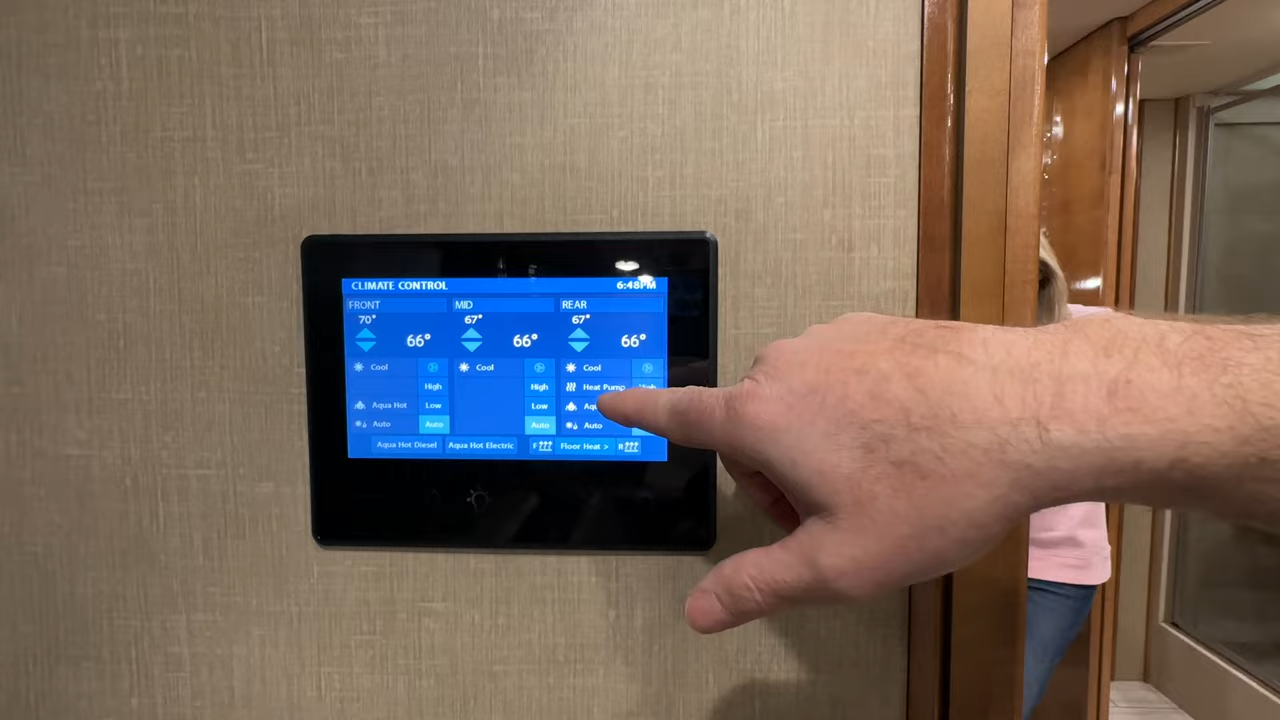 CLIMATE CONTROL 6:48PM
FRONT MID REAR
70° 67° 67°
66° 66° 66°
Cool Cool Cool
High High Heat Pump High
Aqua Hot Low Low
Auto Auto Auto Auto
Aqua Hot Diesel Aqua Hot Electric F Floor Heat > R